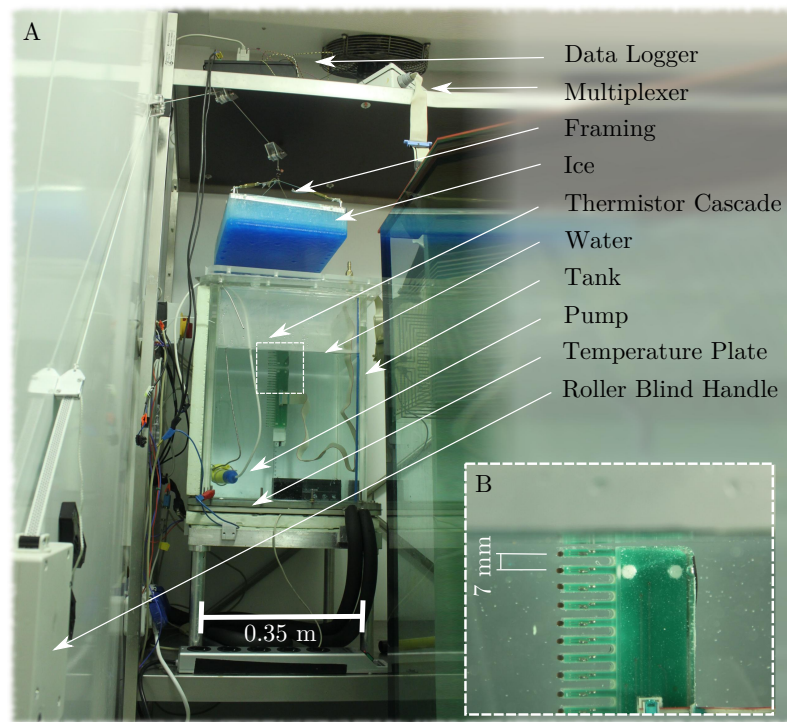 A
Data Logger
Multiplexer
Framing
Ice
Thermistor Cascade
Water
Tank
Pump
Temperature Plate
Roller Blind Handle
B
7 mm
0.35 m